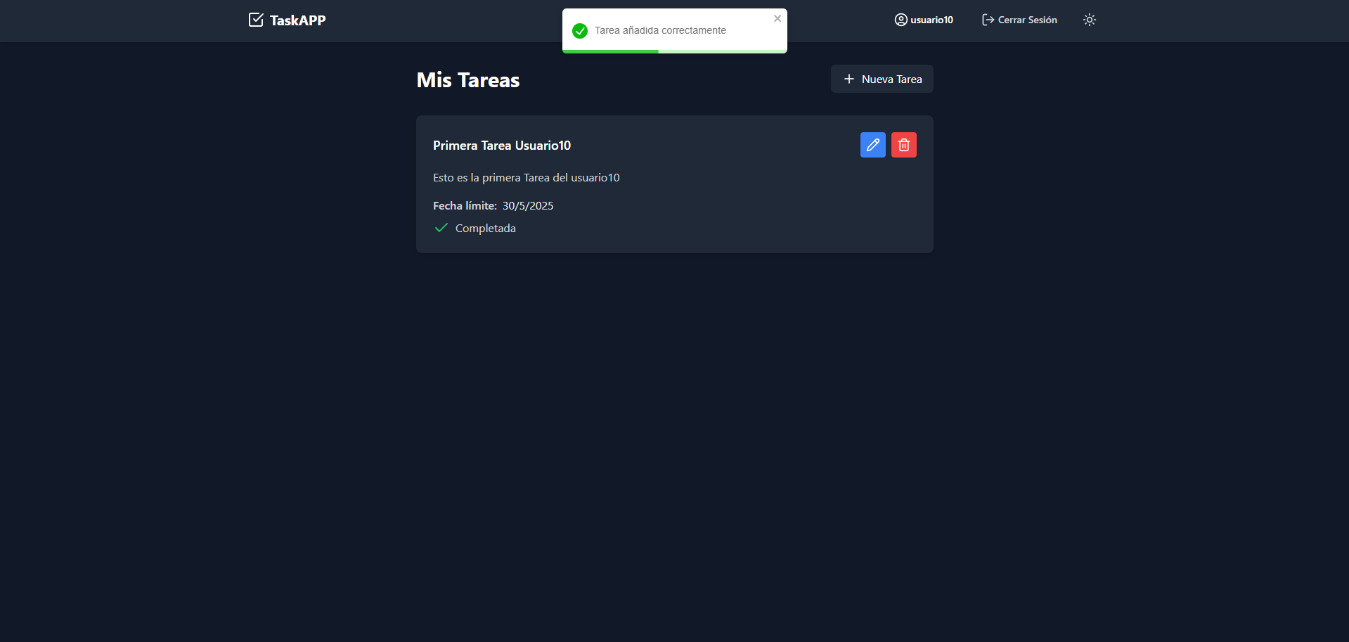 TaskAPP
Tarea añadida correctamente
usuario10
Cerrar Sesión
Mis Tareas
Nueva Tarea
Primera Tarea Usuario10
Esto es la primera Tarea del usuario10
Fecha límite: 30/5/2025
Completada